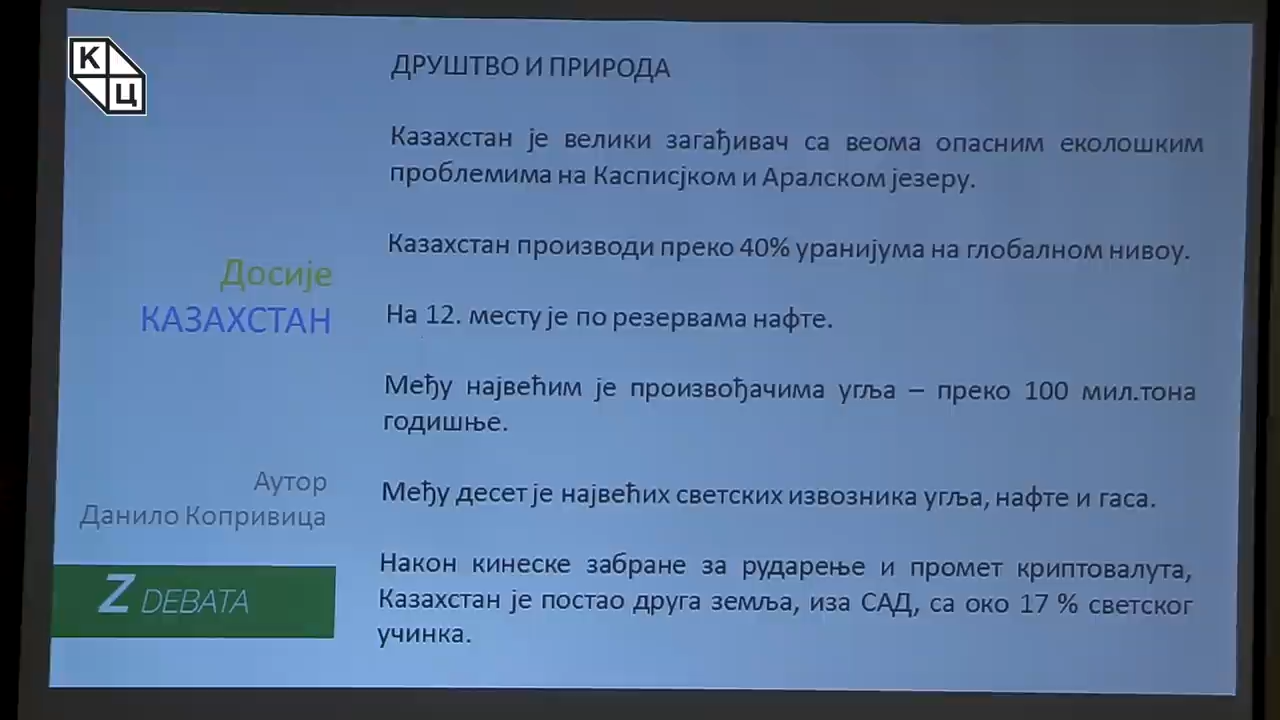 К
Ц
ДРУШТВО И ПРИРОДА
Казахстан је велики загађивач са веома опасним еколошким
проблемима на Касписјком и Аралском језеру.
Казахстан производи преко 40% уранијума на глобалном нивоу.
На 12. месту је по резервама нафте.
Међу највећим је произвођачима угља – преко 100 мил.тона
годишње.
Међу десет је највећих светских извозника угља, нафте и гаса.
Након кинеске забране за рударење и промет криптовалута,
Казахстан је постао друга земља, иза САД, са око 17 % светског
учинка.
Досије
КАЗАХСТАН
Аутор
Данило Копривица
Z DEBATA